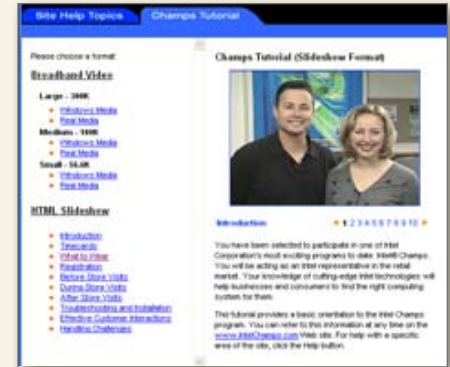 Site Help Topics
Champs Tutorial
Please choose a format:
Broadband Video
Large - 300K
Windows Media
Real Media
Medium - 100K
Windows Media
Real Media
Small - 56.6K
Windows Media
Real Media
HTML Slideshow
Introduction
Timecards
What to Wear
Registration
Before Store Visits
During Store Visits
After Store Visits
Troubleshooting and Installation
Effective Customer Interactions
Handling Challenges
Champs Tutorial (Slideshow Format)
Introduction
1 2 3 4 5 6 7 8 9 10
You have been selected to participate in one of Intel
Corporation's most exciting programs to date: Intel® Champs.
You will be acting as an Intel representative in the retail
market. Your knowledge of cutting-edge Intel technologies will
help businesses and consumers to find the right computing
system for them.
This tutorial provides a basic orientation to the Intel Champs
program. You can refer to this information at any time on the
www.IntelChamps.com Web site. For help with a specific
area of the site, click the Help button.